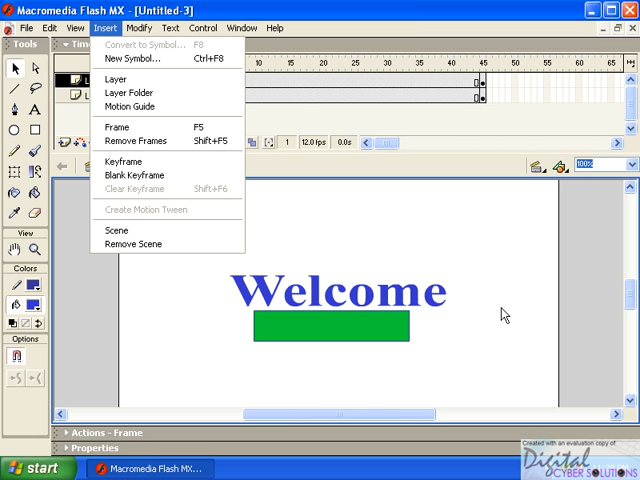 Macromedia Flash MX - [Untitled-3]
File Edit View Insert Modify Text Control Window Help
Tools
Convert to Symbol... F8
New Symbol... Ctrl+F8
Layer
Layer Folder
Motion Guide
Frame F5
Remove Frames Shift+F5
Keyframe
Blank Keyframe
Clear Keyframe Shift+F6
Create Motion Tween
Scene
Remove Scene
10 15 20 25 30 35 40 45 50 55 60 65
1 12.0 fps 0.0s
100%
View
Colors
Options
Welcome
Actions - Frame
Properties
Created with an evaluation copy of
Digital
CYBER SOLUTIONS
start
Macromedia Flash MX...